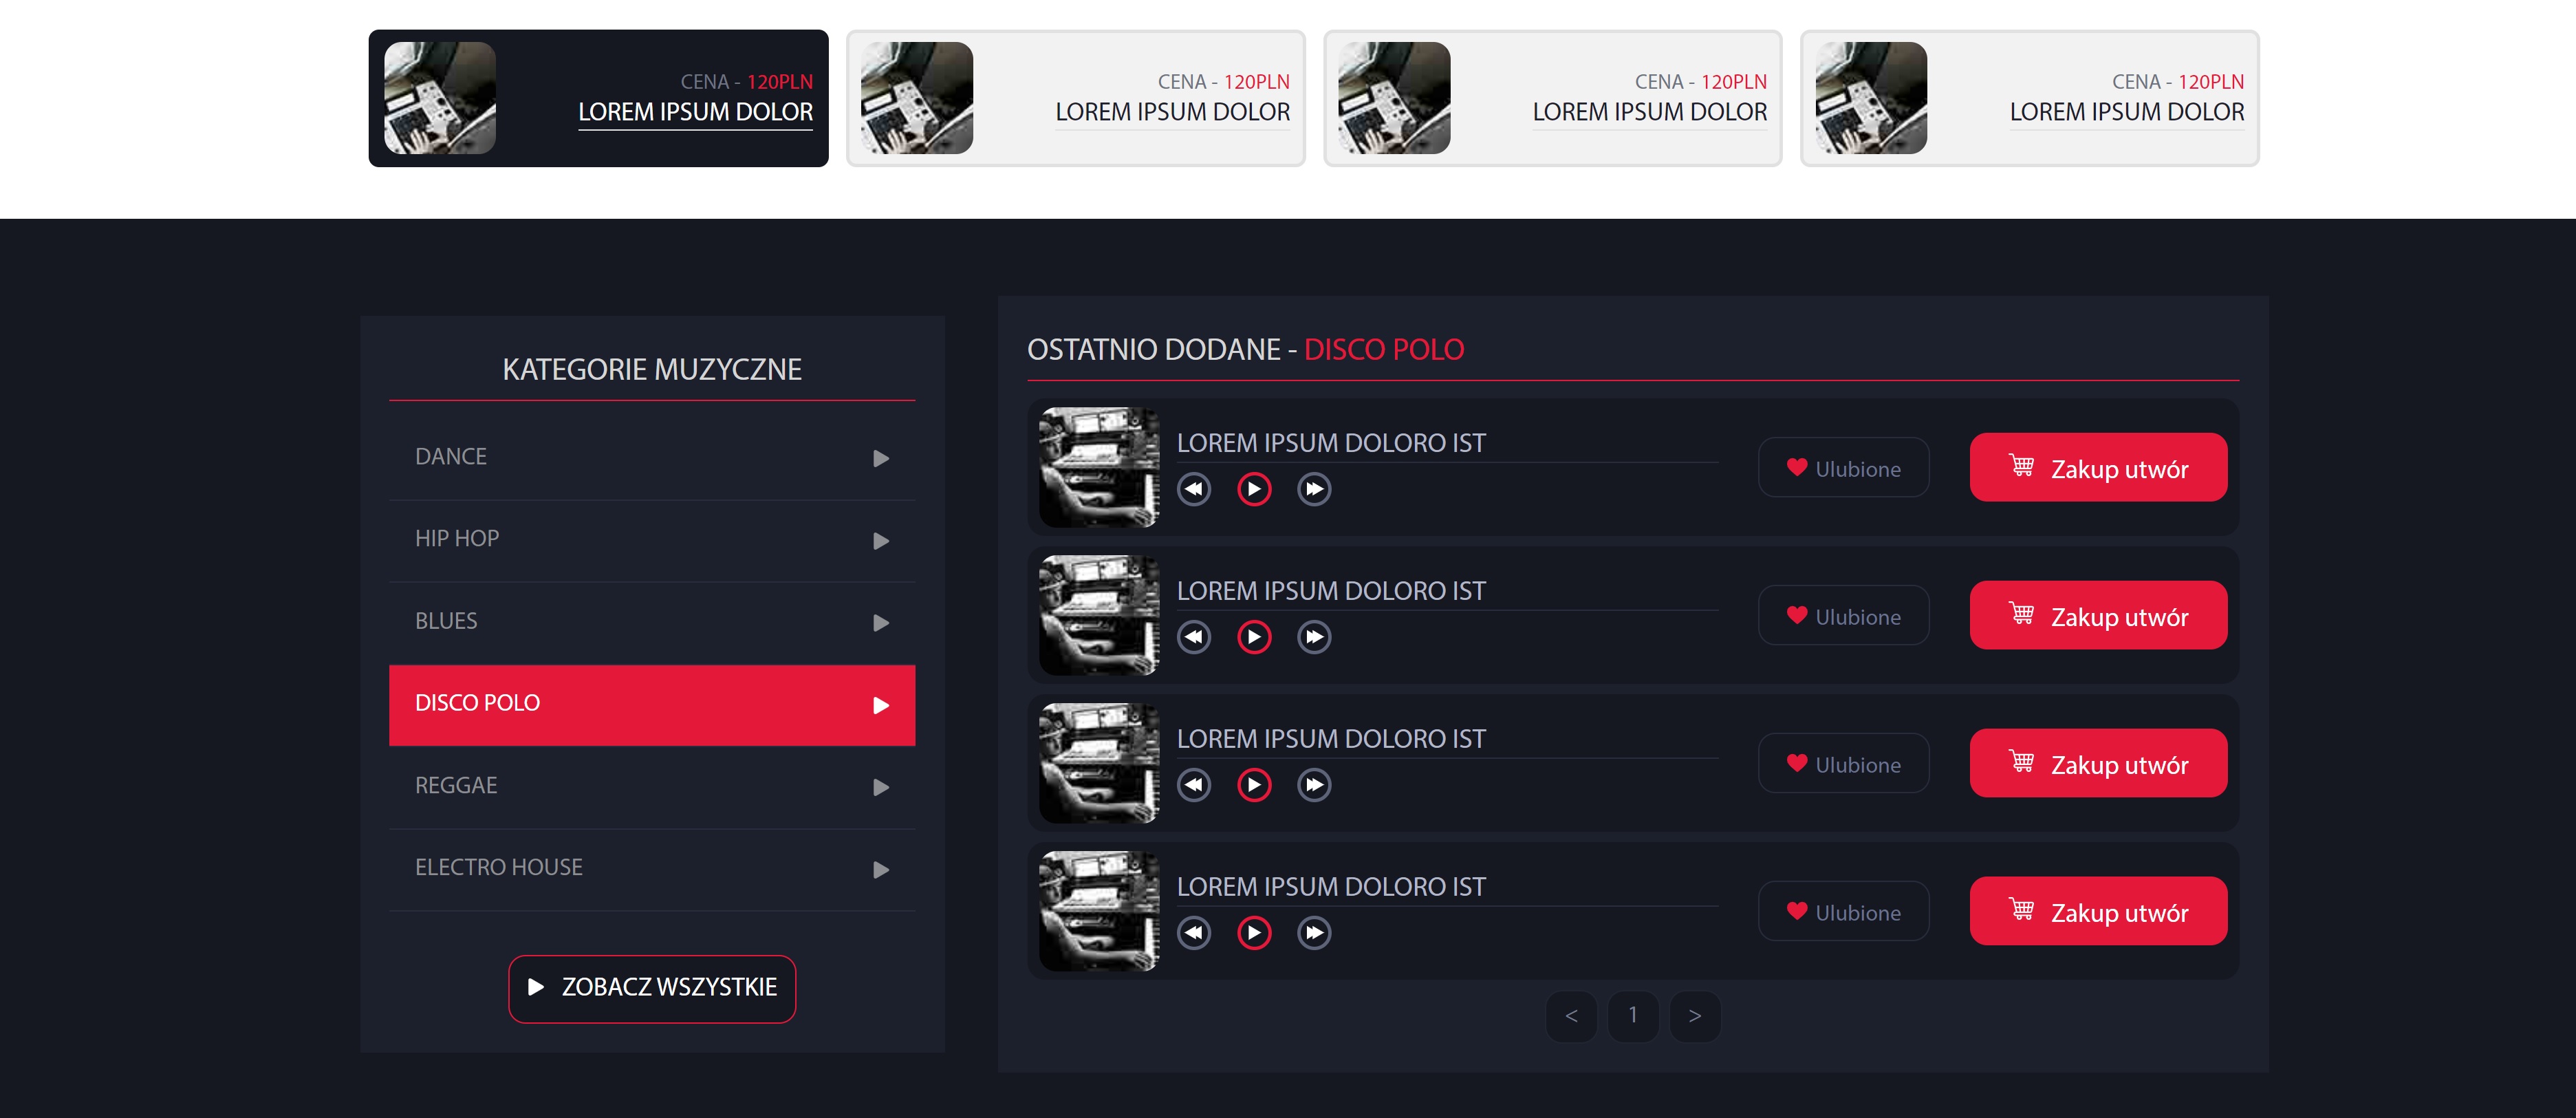 CENA - 120PLN
LOREM IPSUM DOLOR
CENA - 120PLN
LOREM IPSUM DOLOR
CENA - 120PLN
LOREM IPSUM DOLOR
CENA - 120PLN
LOREM IPSUM DOLOR
KATEGORIE MUZYCZNE
DANCE
HIP HOP
BLUES
DISCO POLO
REGGAE
ELECTRO HOUSE
ZOBACZ WSZYSTKIE
OSTATNIO DODANE - DISCO POLO
LOREM IPSUM DOLORO IST
Ulubione
Zakup utwór
LOREM IPSUM DOLORO IST
Ulubione
Zakup utwór
LOREM IPSUM DOLORO IST
Ulubione
Zakup utwór
LOREM IPSUM DOLORO IST
Ulubione
Zakup utwór
< 1 >